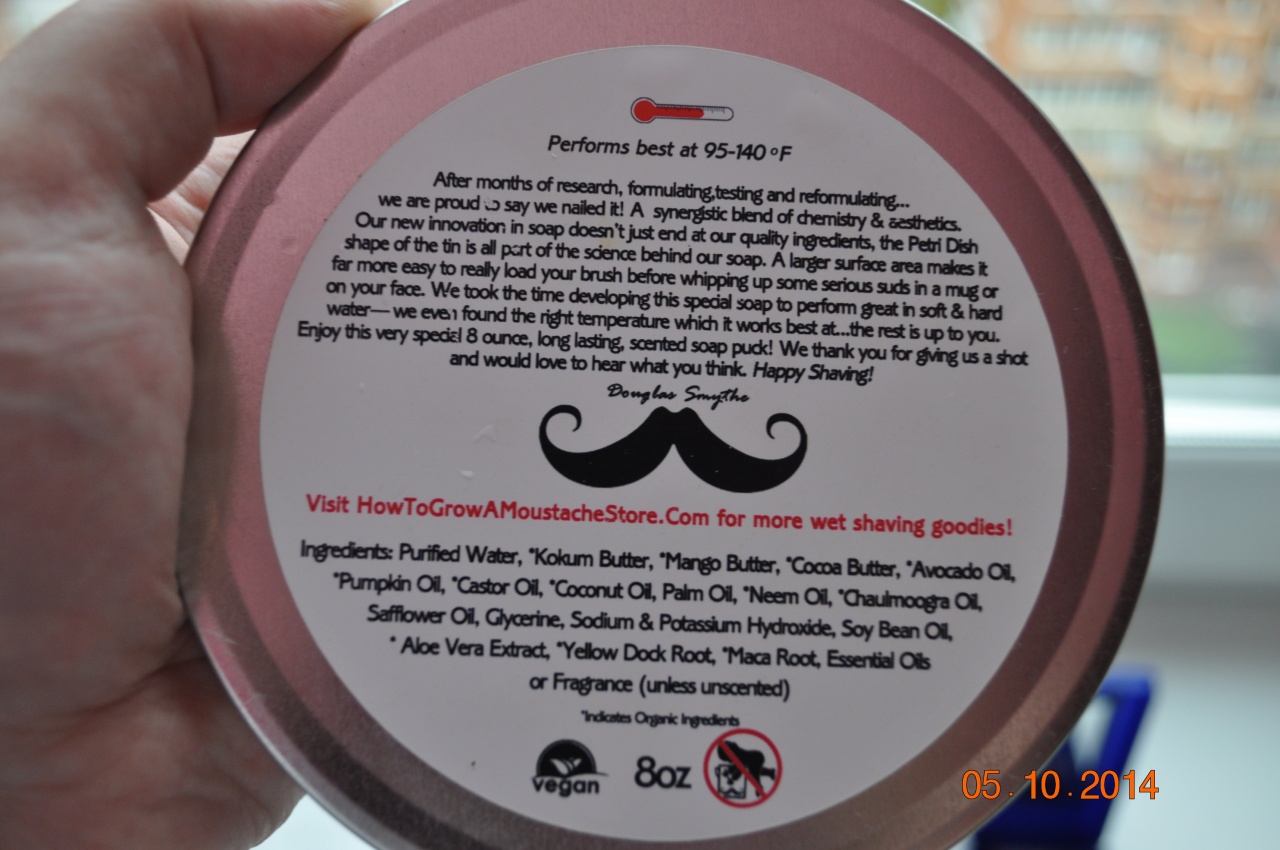 Performs best at 95-140 °F
After months of research, formulating,testing and reformulating...
we are proud to say we nailed it! A synergistic blend of chemistry & aesthetics.
Our new innovation in soap doesn't just end at our quality ingredients, the Petri Dish
shape of the tin is all part of the science behind our soap. A larger surface area makes it
far more easy to really load your brush before whipping up some serious suds in a mug or
on your face. We took the time developing this special soap to perform great in soft & hard
water— we even found the right temperature which it works best at...the rest is up to you.
Enjoy this very special 8 ounce, long lasting, scented soap puck! We thank you for giving us a shot
and would love to hear what you think. Happy Shaving!
Douglas Smythe
Visit HowToGrowAMoustacheStore.Com for more wet shaving goodies!
Ingredients: Purified Water, *Kokum Butter, *Mango Butter, *Cocoa Butter, *Avocado Oil,
*Pumpkin Oil, *Castor Oil, *Coconut Oil, Palm Oil, *Neem Oil, *Chaulmoogra Oil,
Safflower Oil, Glycerine, Sodium & Potassium Hydroxide, Soy Bean Oil,
* Aloe Vera Extract, *Yellow Dock Root, *Maca Root, Essential Oils
or Fragrance (unless unscented)
*Indicates Organic Ingredients
vegan 8oz
05.10.2014